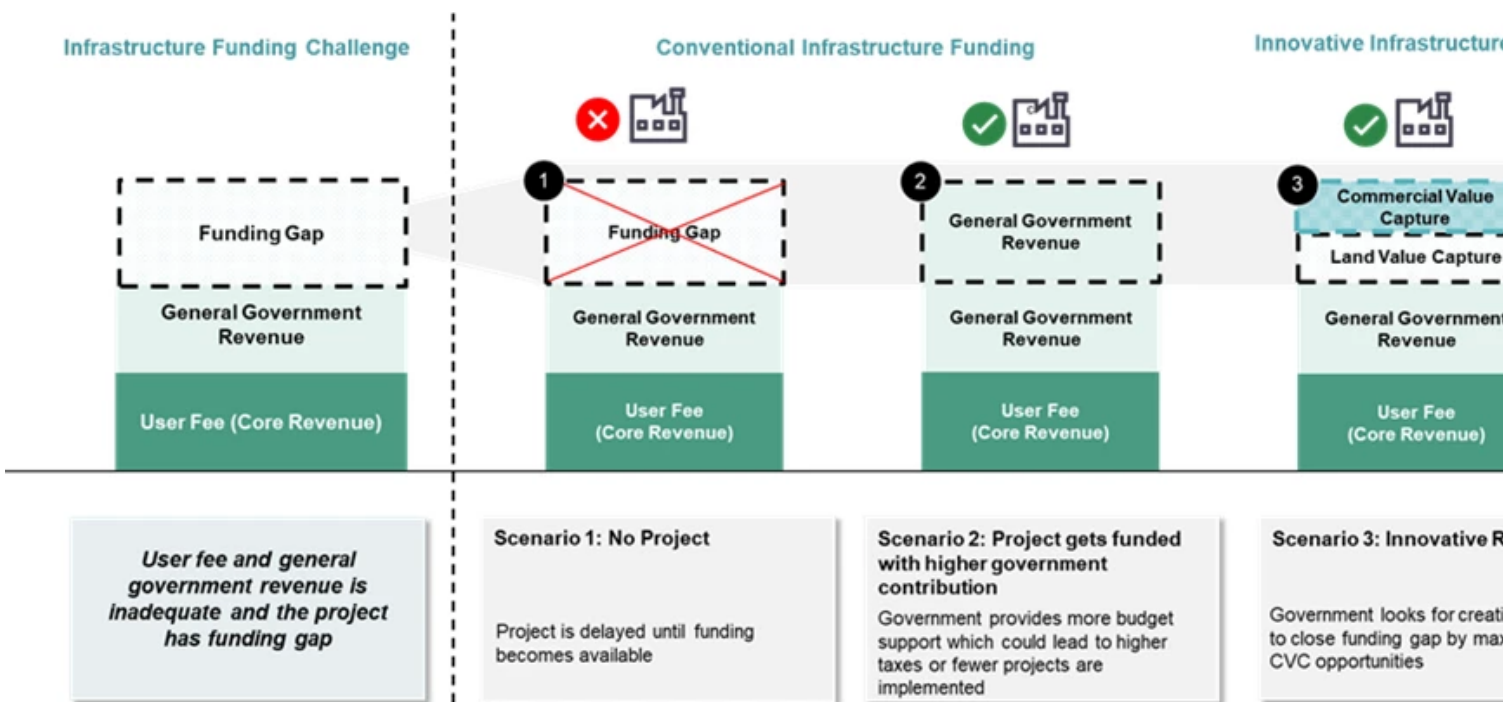 Infrastructure Funding Challenge
Conventional Infrastructure Funding
Innovative Infrastructure
1
2
3
Funding Gap
General Government
Revenue
User Fee (Core Revenue)
Funding Gap
General Government
Revenue
User Fee
(Core Revenue)
General Government
Revenue
General Government
Revenue
User Fee
(Core Revenue)
Commercial Value
Capture
Land Value Capture
General Government
Revenue
User Fee
(Core Revenue)
User fee and general
government revenue is
inadequate and the project
has funding gap
Scenario 1: No Project
Project is delayed until funding
becomes available
Scenario 2: Project gets funded
with higher government
contribution
Government provides more budget
support which could lead to higher
taxes or fewer projects are
implemented
Scenario 3: Innovative R
Government looks for creati
to close funding gap by max
CVC opportunities